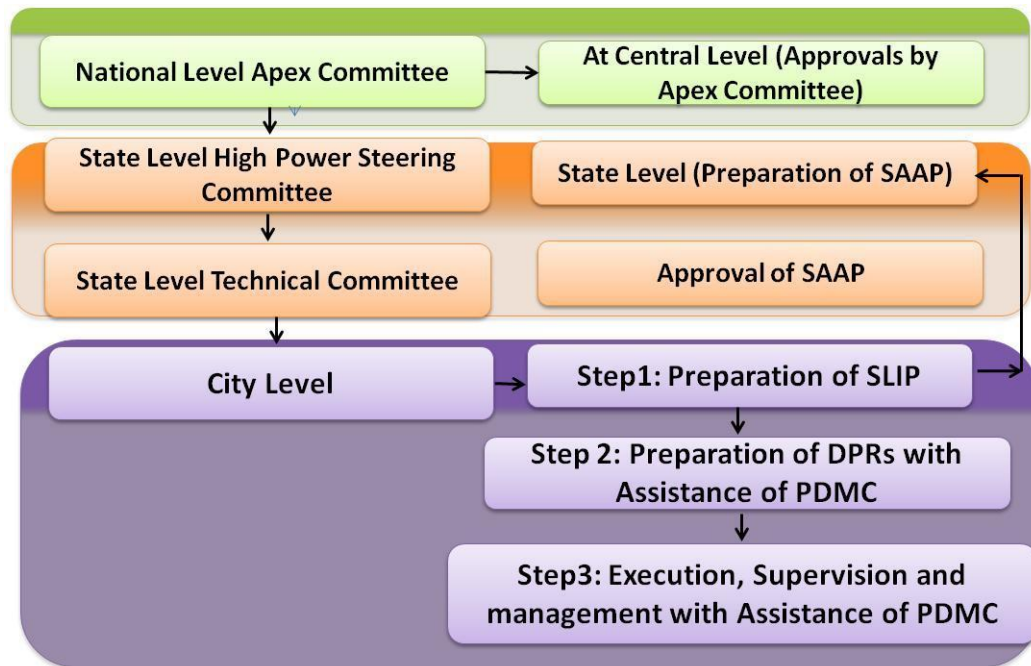 National Level Apex Committee
At Central Level (Approvals by
Apex Committee)
State Level High Power Steering
Committee
State Level (Preparation of SAAP)
State Level Technical Committee
Approval of SAAP
City Level
Step1: Preparation of SLIP
Step 2: Preparation of DPRs with
Assistance of PDMC
Step3: Execution, Supervision and
management with Assistance of PDMC